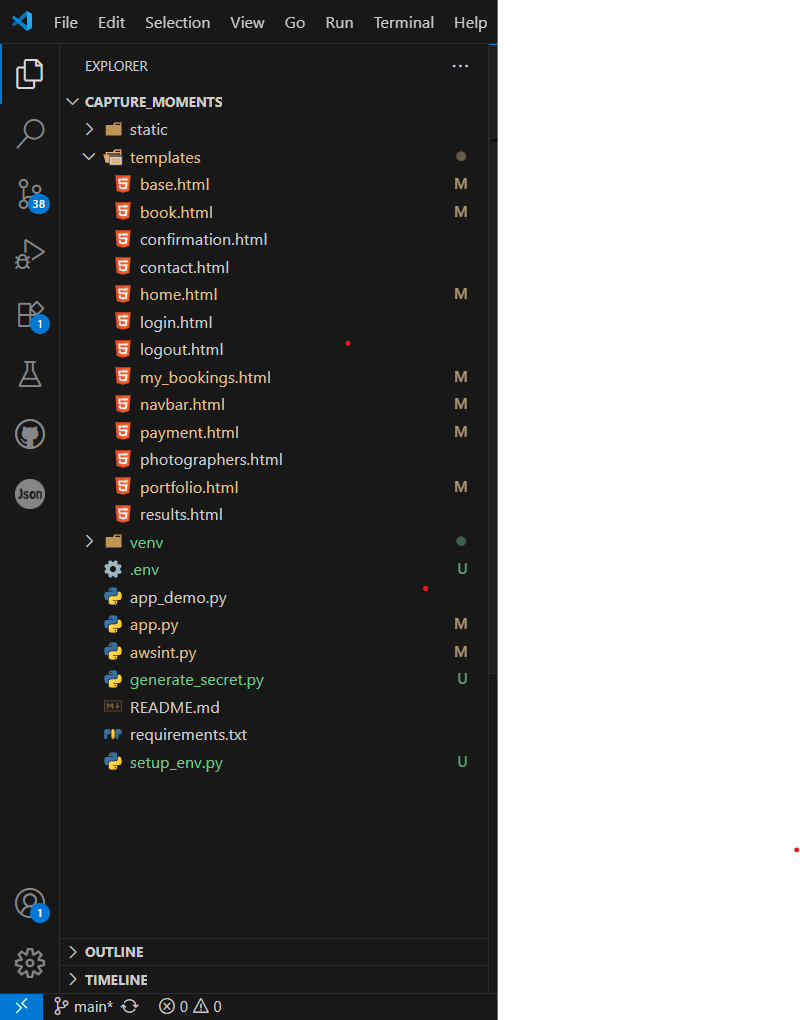 File Edit Selection View Go Run Terminal Help
EXPLORER
CAPTURE_MOMENTS
static
templates
base.html M
book.html M
confirmation.html
contact.html
home.html M
login.html
logout.html
my_bookings.html M
navbar.html M
payment.html M
photographers.html
portfolio.html M
results.html
venv
.env U
app_demo.py
app.py M
awsint.py M
generate_secret.py U
README.md
requirements.txt
setup_env.py U
38
1
Json
1
OUTLINE
TIMELINE
main* 0 0